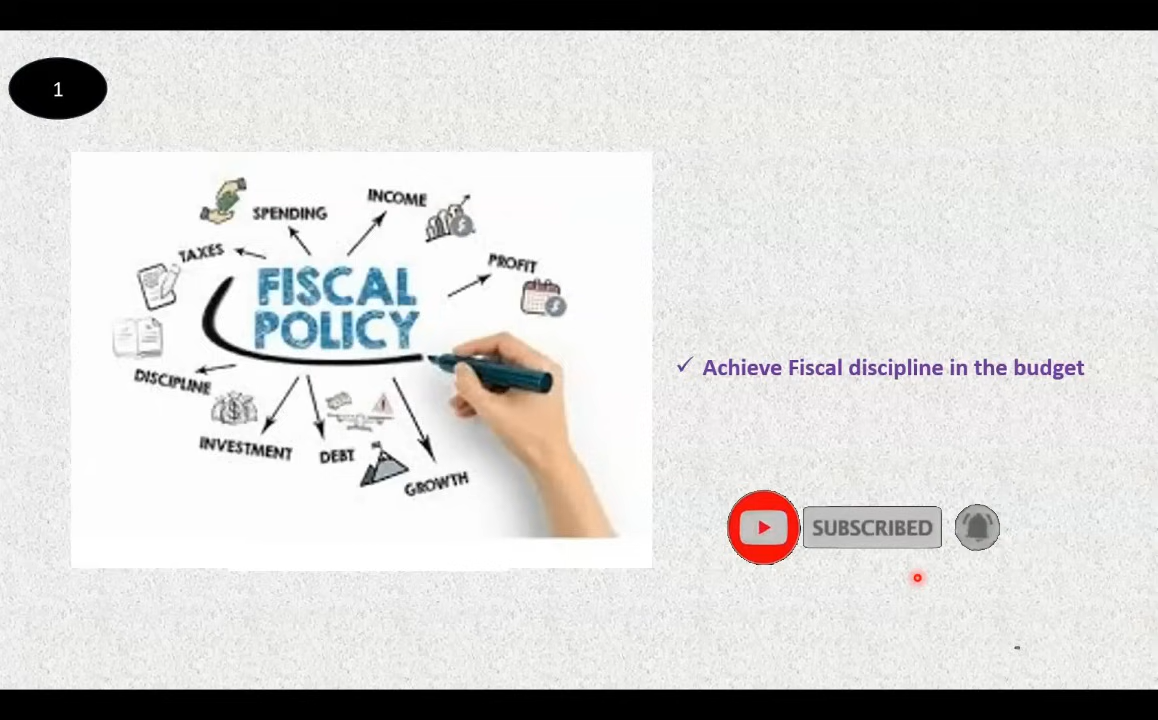 1
INCOME
SPENDING
TAXES
PROFIT
FISCAL
POLICY
DISCIPLINE
INVESTMENT
DEBT
GROWTH
✓ Achieve Fiscal discipline in the budget
SUBSCRIBED